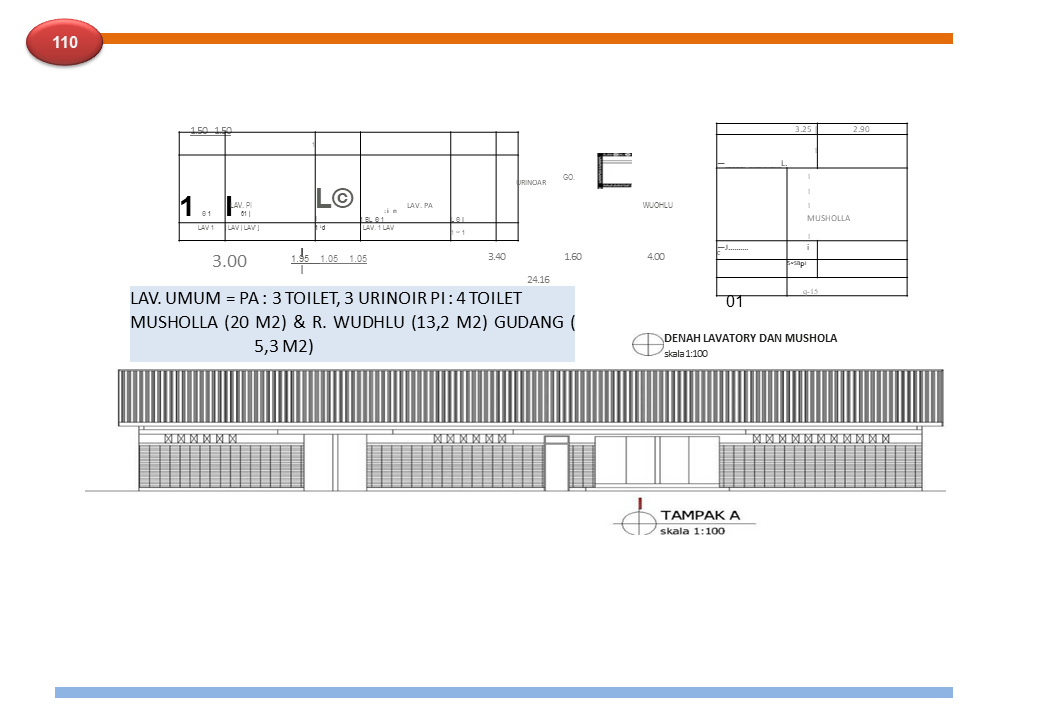 110
1.50 1.50
3.25 2.90
URINOAR GO.
LAV. PI
LAV. PA
WUOHLU
MUSHOLLA
LAV 1 LAV [ LAV' ]
LAV. 1 LAV
3.00
1.95 1.05 1.05
3.40
1.60
4.00
24.16
01
LAV. UMUM = PA : 3 TOILET, 3 URINOIR PI : 4 TOILET
MUSHOLLA (20 M2) & R. WUDHLU (13,2 M2) GUDANG (
5,3 M2)
DENAH LAVATORY DAN MUSHOLA
skala 1:100
TAMPAK A
skala 1:100